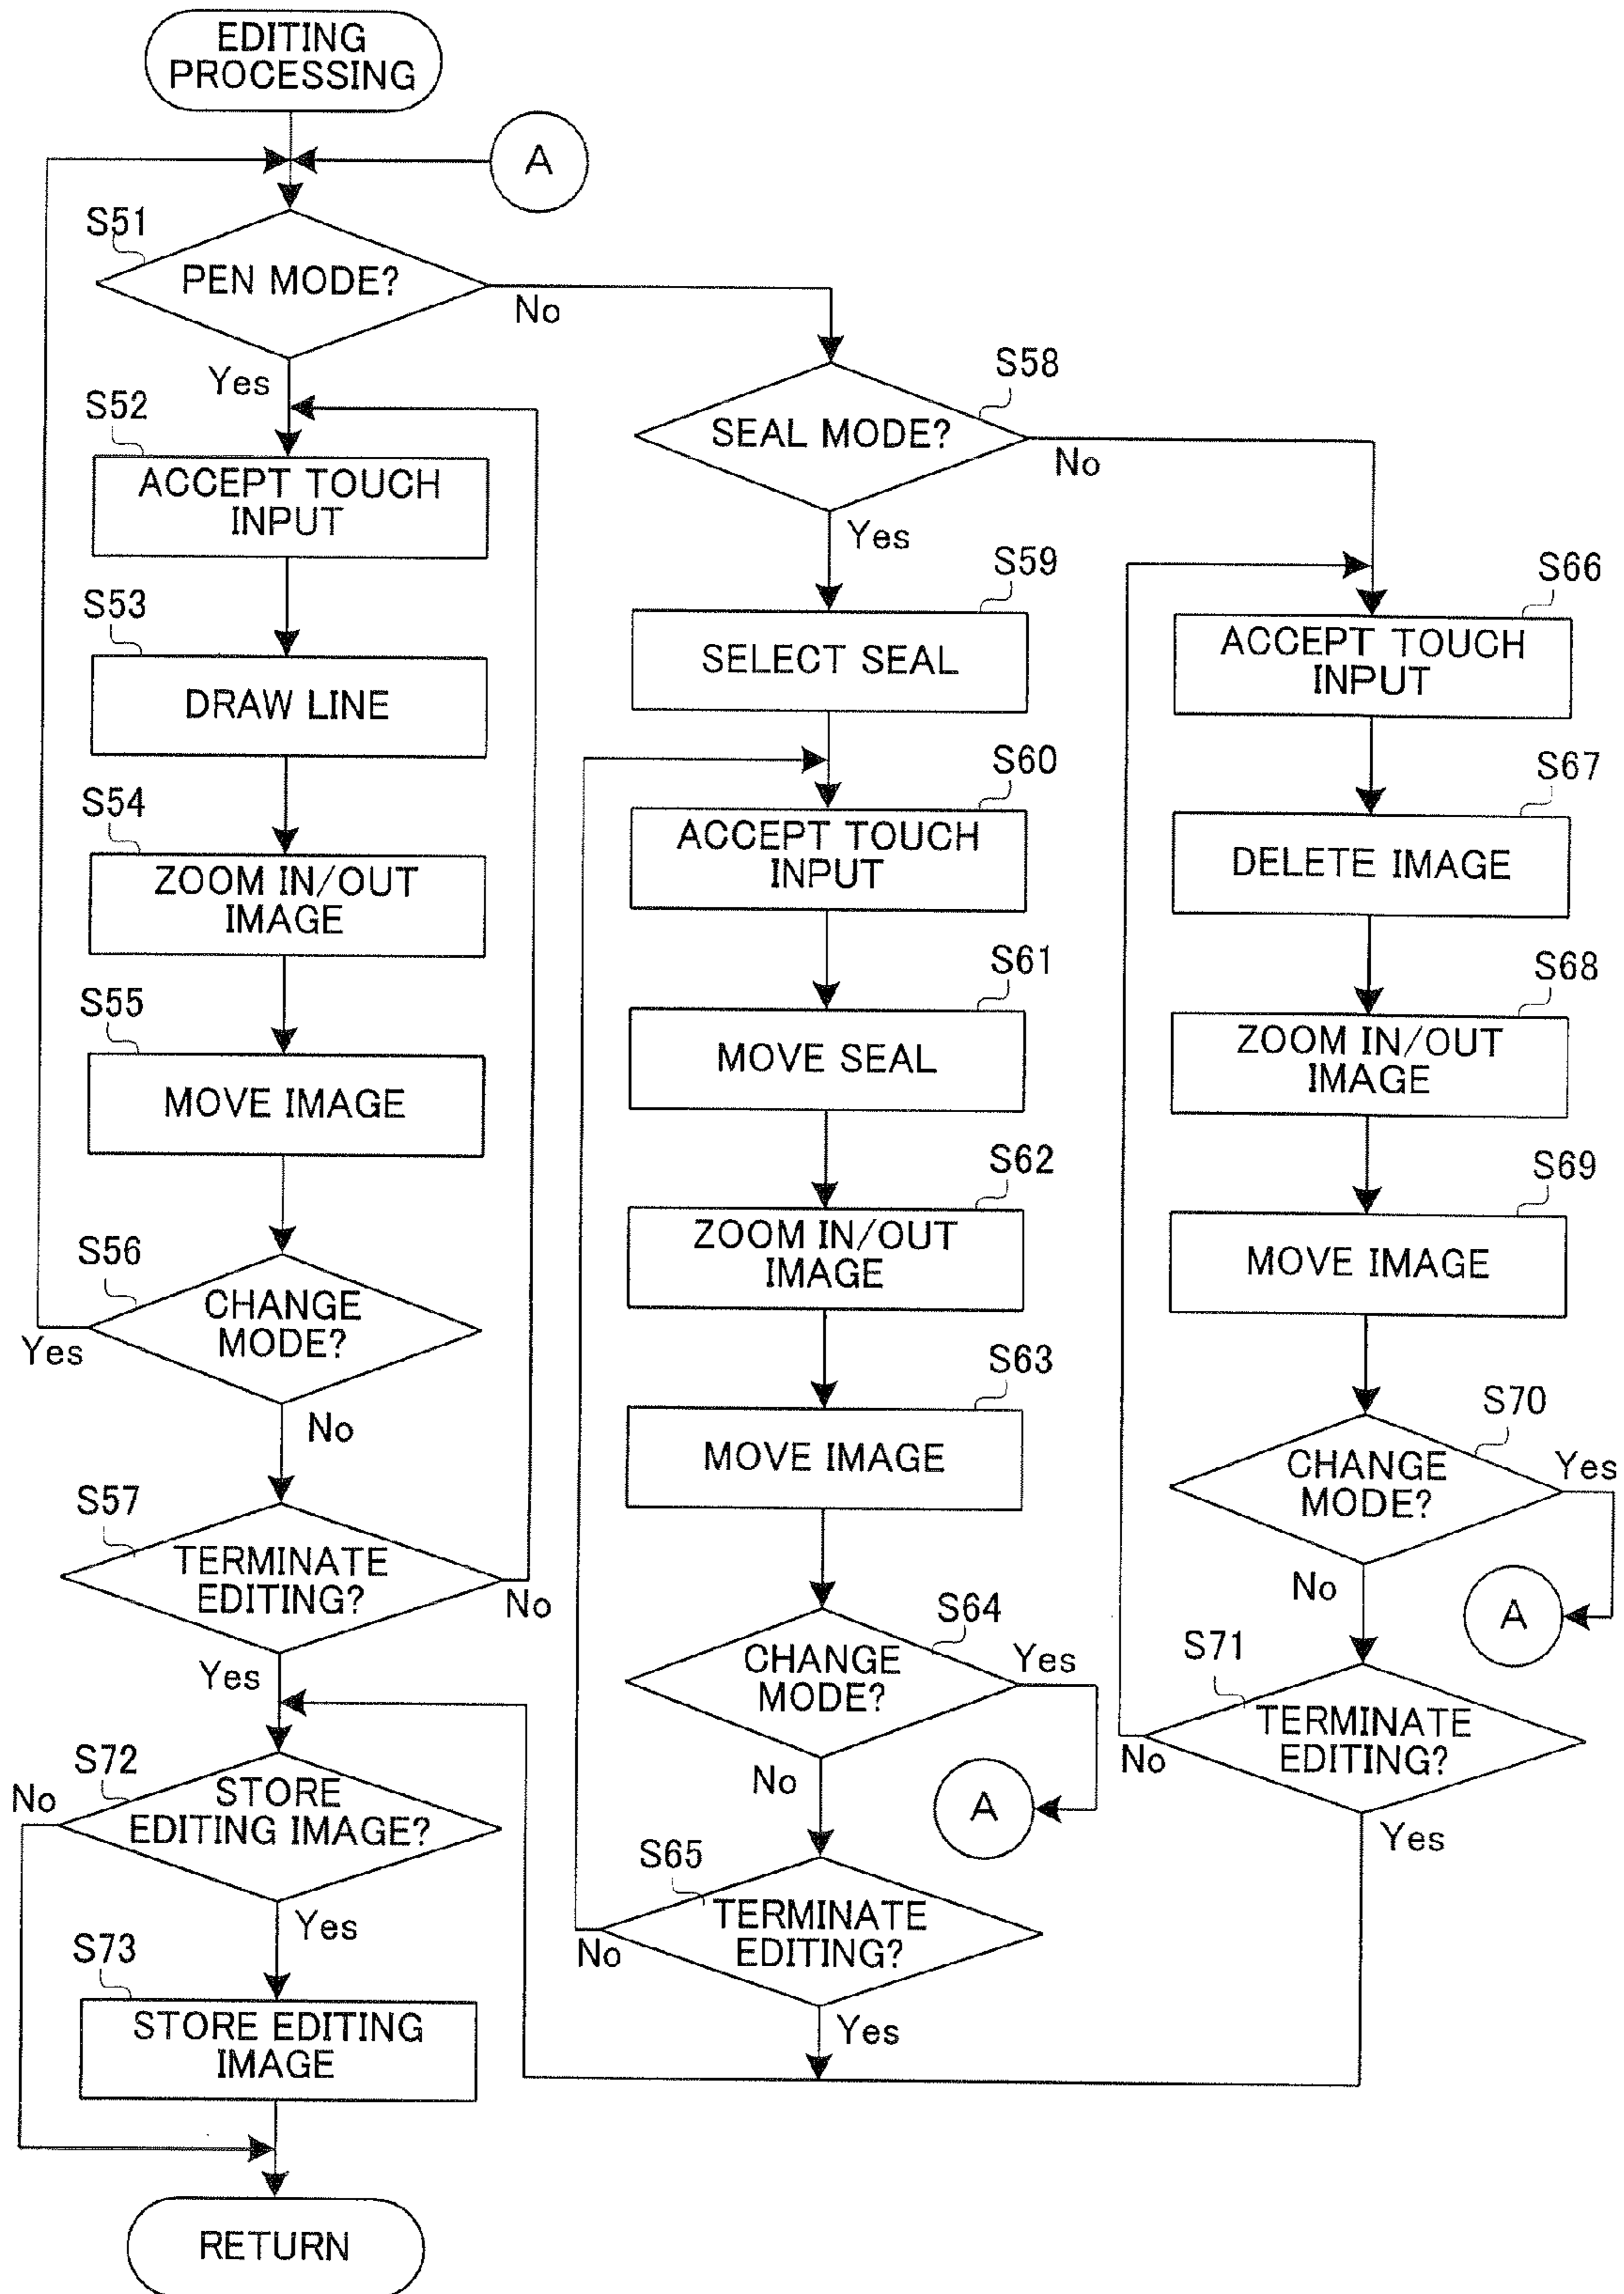 EDITING
PROCESSING
A
S51
PEN MODE?
No
Yes
S52
ACCEPT TOUCH
INPUT
S53
DRAW LINE
S54
ZOOM IN/OUT
IMAGE
S55
MOVE IMAGE
S56
CHANGE
MODE?
Yes
No
S57
TERMINATE
EDITING?
No
Yes
S72
STORE
EDITING IMAGE?
No
Yes
S73
STORE EDITING
IMAGE
RETURN
S58
SEAL MODE?
No
Yes
S59
SELECT SEAL
S60
ACCEPT TOUCH
INPUT
S61
MOVE SEAL
S62
ZOOM IN/OUT
IMAGE
S63
MOVE IMAGE
S64
CHANGE
MODE?
Yes
No
A
S65
TERMINATE
EDITING?
No
Yes
S66
ACCEPT TOUCH
INPUT
S67
DELETE IMAGE
S68
ZOOM IN/OUT
IMAGE
S69
MOVE IMAGE
S70
CHANGE
MODE?
Yes
No
A
S71
TERMINATE
EDITING?
No
Yes